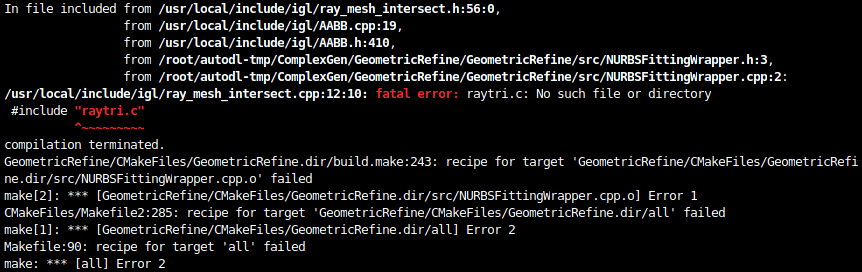 In file included from /usr/local/include/igl/ray_mesh_intersect.h:56:0,
                 from /usr/local/include/igl/AABB.cpp:19,
                 from /usr/local/include/igl/AABB.h:410,
                 from /root/autodl-tmp/ComplexGen/GeometricRefine/GeometricRefine/src/NURBSFittingWrapper.h:3,
                 from /root/autodl-tmp/ComplexGen/GeometricRefine/GeometricRefine/src/NURBSFittingWrapper.cpp:2:
/usr/local/include/igl/ray_mesh_intersect.cpp:12:10: fatal error: raytri.c: No such file or directory
 #include "raytri.c"
          ^~~~~~~~~~
compilation terminated.
GeometricRefine/CMakeFiles/GeometricRefine.dir/build.make:243: recipe for target 'GeometricRefine/CMakeFiles/GeometricRefi
ne.dir/src/NURBSFittingWrapper.cpp.o' failed
make[2]: *** [GeometricRefine/CMakeFiles/GeometricRefine.dir/src/NURBSFittingWrapper.cpp.o] Error 1
CMakeFiles/Makefile2:285: recipe for target 'GeometricRefine/CMakeFiles/GeometricRefine.dir/all' failed
make[1]: *** [GeometricRefine/CMakeFiles/GeometricRefine.dir/all] Error 2
Makefile:90: recipe for target 'all' failed
make: *** [all] Error 2